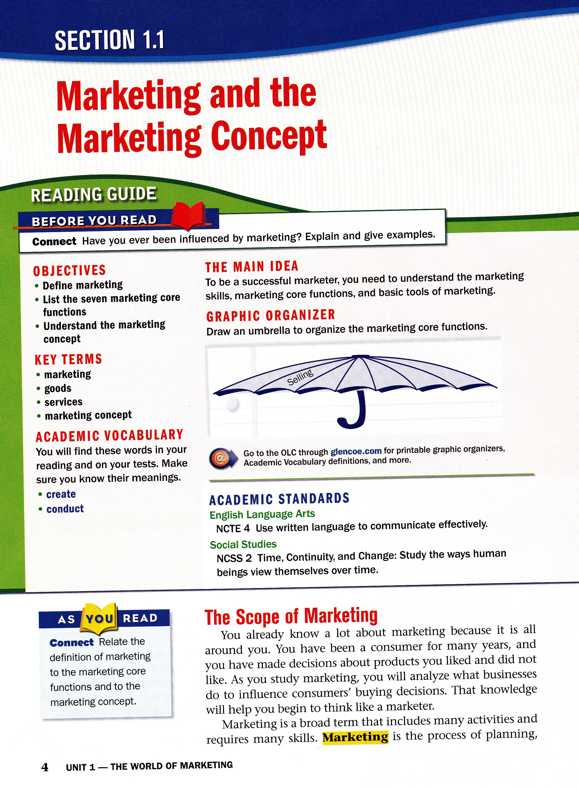 SECTION 1.1
Marketing and the
Marketing Concept
READING GUIDE
BEFORE YOU READ
Connect Have you ever been influenced by marketing? Explain and give examples.
OBJECTIVES
• Define marketing
• List the seven marketing core
functions
• Understand the marketing
concept
KEY TERMS
• marketing
• goods
• services
• marketing concept
ACADEMIC VOCABULARY
You will find these words in your
reading and on your tests. Make
sure you know their meanings.
• create
• conduct
THE MAIN IDEA
To be a successful marketer, you need to understand the marketing
skills, marketing core functions, and basic tools of marketing.
GRAPHIC ORGANIZER
Draw an umbrella to organize the marketing core functions.
Selling
@
Go to the OLC through glencoe.com for printable graphic organizers,
Academic Vocabulary definitions, and more.
ACADEMIC STANDARDS
English Language Arts
NCTE 4 Use written language to communicate effectively.
Social Studies
NCSS 2 Time, Continuity, and Change: Study the ways human
beings view themselves over time.
AS YOU READ
Connect Relate the
definition of marketing
to the marketing core
functions and to the
marketing concept.
The Scope of Marketing
You already know a lot about marketing because it is all
around you. You have been a consumer for many years, and
you have made decisions about products you liked and did not
like. As you study marketing, you will analyze what businesses
do to influence consumers' buying decisions. That knowledge
will help you begin to think like a marketer.
Marketing is a broad term that includes many activities and
requires many skills. Marketing is the process of planning,
4 UNIT 1 — THE WORLD OF MARKETING